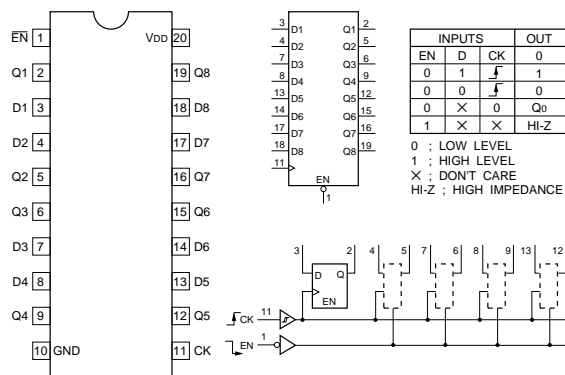 EN 1 VDD 20
Q1 2 19 Q8
D1 3 18 D8
D2 4 17 D7
Q2 5 16 Q7
Q3 6 15 Q6
D3 7 14 D6
D4 8 13 D5
Q4 9 12 Q5
10 GND 11 CK
3 D1 Q1 2
4 D2 Q2 5
7 D3 Q3 6
8 D4 Q4 9
13 D5 Q5 12
14 D6 Q6 15
17 D7 Q7 16
18 D8 Q8 19
11
EN
1
INPUTS OUT
EN D CK 0
0 1 1
0 0 0
0 × 0 Q0
1 × × HI-Z
0 ; LOW LEVEL
1 ; HIGH LEVEL
× ; DON'T CARE
HI-Z ; HIGH IMPEDANCE
3 2 4 5 7 6 8 9 13 12
D Q
EN
CK 11
EN 1